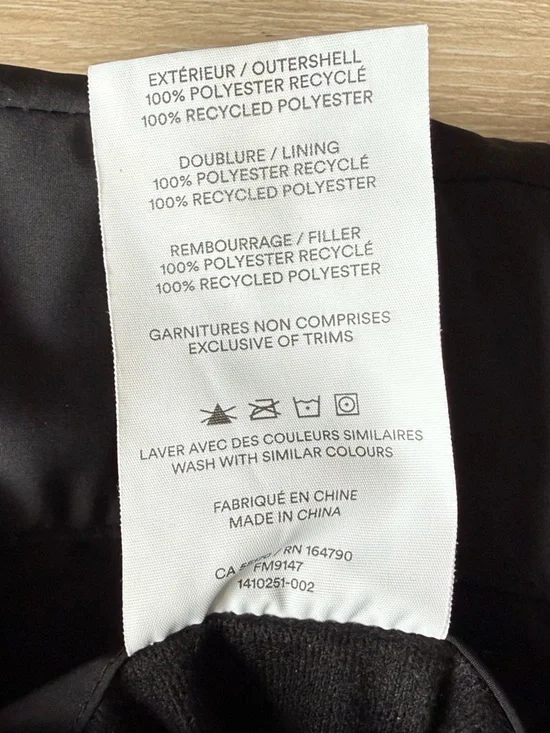 EXTÉRIEUR / OUTERSHELL
100% POLYESTER RECYCLÉ
100% RECYCLED POLYESTER
DOUBLURE / LINING
100% POLYESTER RECYCLÉ
100% RECYCLED POLYESTER
REMBOURRAGE / FILLER
100% POLYESTER RECYCLÉ
100% RECYCLED POLYESTER
GARNITURES NON COMPRISES
EXCLUSIVE OF TRIMS
LAVER AVEC DES COULEURS SIMILAIRES
WASH WITH SIMILAR COLOURS
FABRIQUÉ EN CHINE
MADE IN CHINA
CA / RN 164790
FM9147
1410251-002